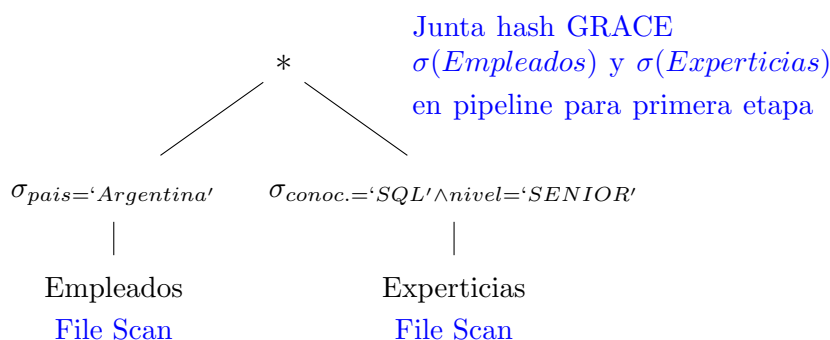 Junta hash GRACE
* σ(Empleados) y σ(Experticias)
en pipeline para primera etapa
σpais=‘Argentina′ σconoc.=‘SQL′∧nivel=‘SENIOR′
Empleados Experticias
File Scan File Scan